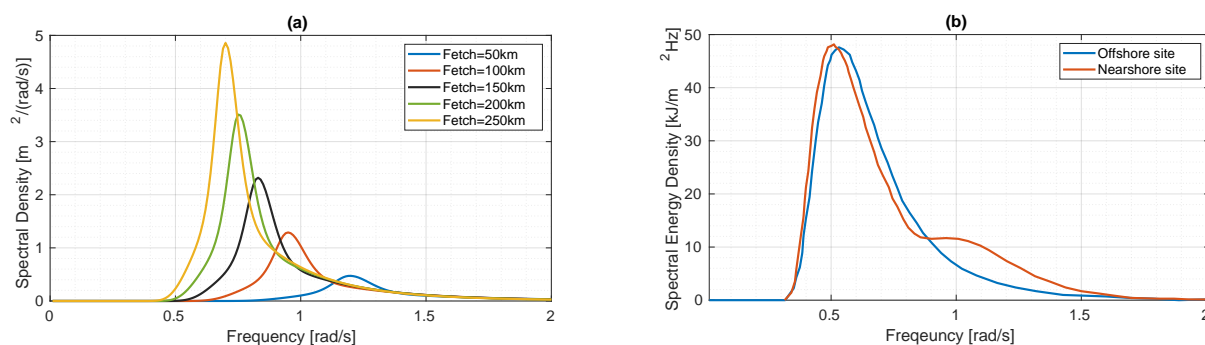 (a)
Spectral Density [m
2
/(rad/s)]
5
4
3
2
1
0
0
0.5
1
1.5
2
Frequency [rad/s]
Fetch=50km
Fetch=100km
Fetch=150km
Fetch=200km
Fetch=250km
(b)
Spectral Energy Density [kJ/m
2
Hz]
50
40
30
20
10
0
0.5
1
1.5
2
Freqeuncy [rad/s]
Offshore site
Nearshore site